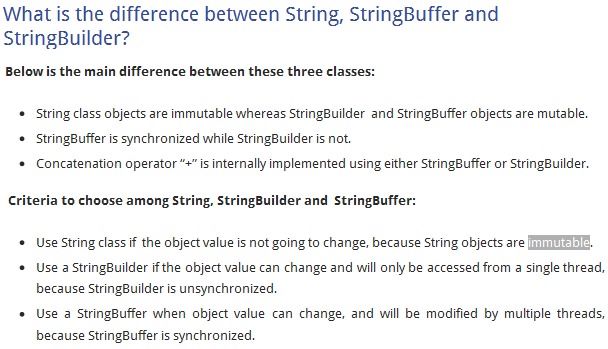 What is the difference between String, StringBuffer and
StringBuilder?
Below is the main difference between these three classes:
• String class objects are immutable whereas StringBuilder and StringBuffer objects are mutable.
• StringBuffer is synchronized while StringBuilder is not.
• Concatenation operator “+” is internally implemented using either StringBuffer or StringBuilder.
Criteria to choose among String, StringBuilder and StringBuffer:
• Use String class if the object value is not going to change, because String objects are immutable.
• Use a StringBuilder if the object value can change and will only be accessed from a single thread,
because StringBuilder is unsynchronized.
• Use a StringBuffer when object value can change, and will be modified by multiple threads,
because StringBuffer is synchronized.